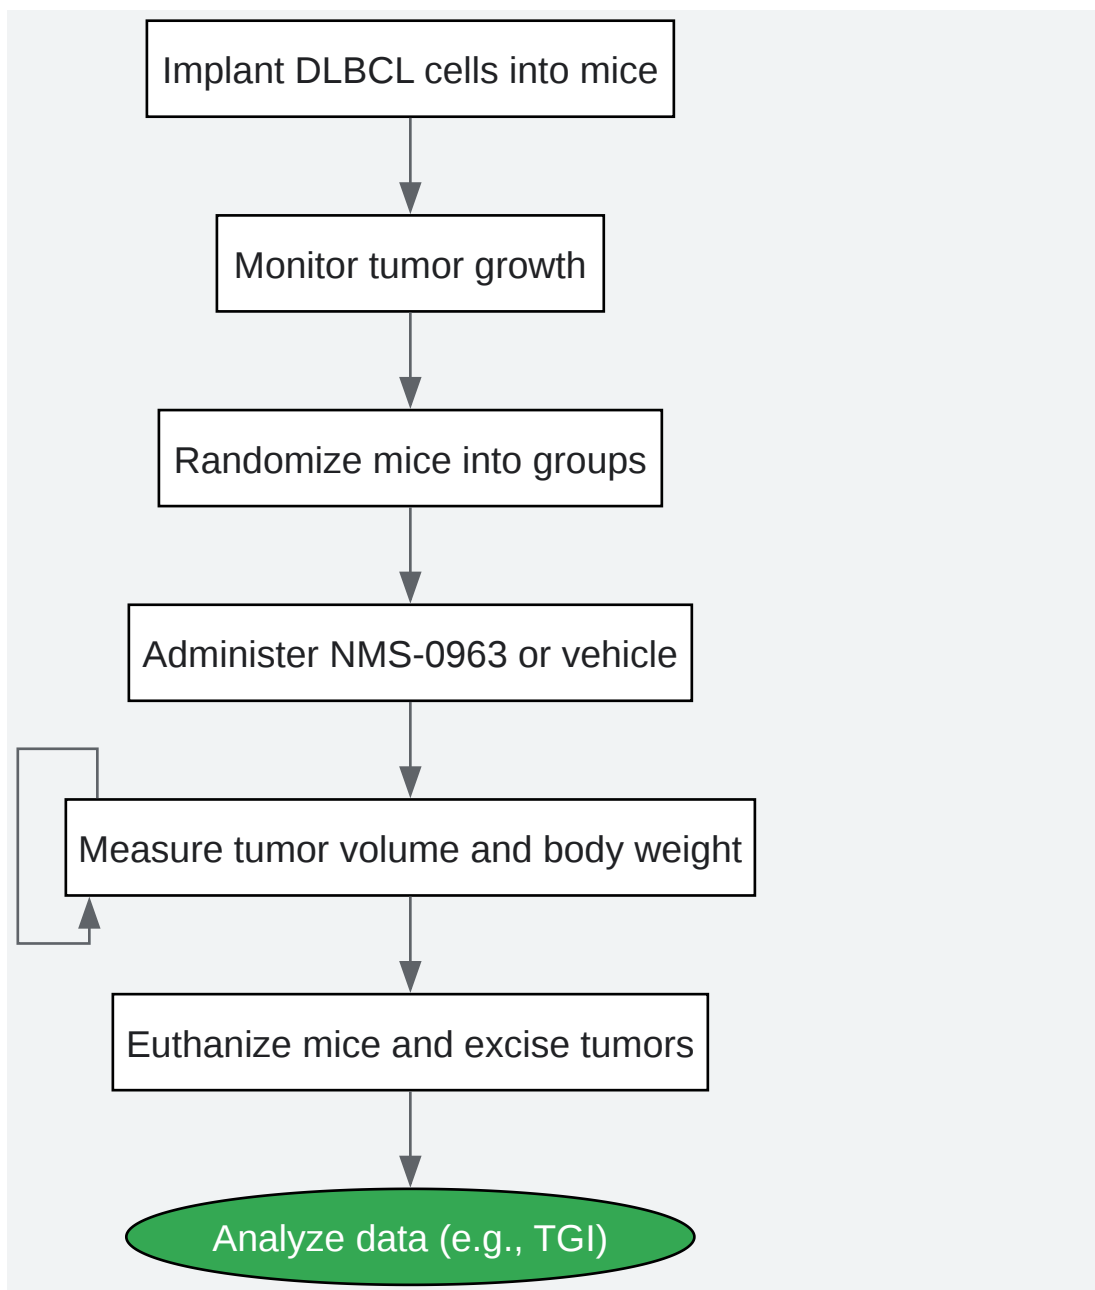 Implant DLBCL cells into mice
Monitor tumor growth
Randomize mice into groups
Administer NMS-0963 or vehicle
Measure tumor volume and body weight
Euthanize mice and excise tumors
Analyze data (e.g., TGI)